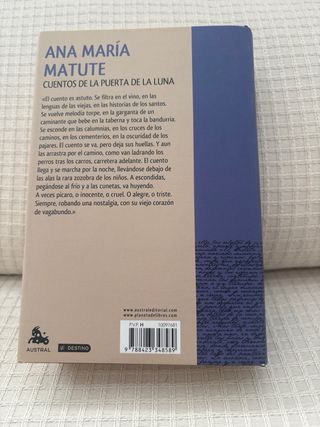 ANA MARÍA
MATUTE
CUENTOS DE LA PUERTA DE LA LUNA
«El cuento es astuto. Se filtra en el vino, en las
lenguas de las viejas, en las historias de los santos.
Se vuelve melodía torpe, en la garganta de un
caminante que bebe en la taberna y toca la bandurria.
Se esconde en las calumnias, en los cruces de los
caminos, en los cementerios, en la oscuridad de los
pajares. El cuento se va, pero deja sus huellas. Y aun
las arrastra por el camino, como van ladrando los
perros tras los carros, carretera adelante. El cuento
llega y se marcha por la noche, llevándose debajo de
las alas la rara zozobra de los niños. A escondidas,
pegándose al frío y a las cunetas, va huyendo.
A veces pícaro, o inocente, o cruel. O alegre, o triste.
Siempre, robando una nostalgia, con su viejo corazón
de vagabundo.»
www.australeditorial.com
www.planetadelibros.com
PVP. H 10097681
9 788423 348589
AUSTRAL
DESTINO